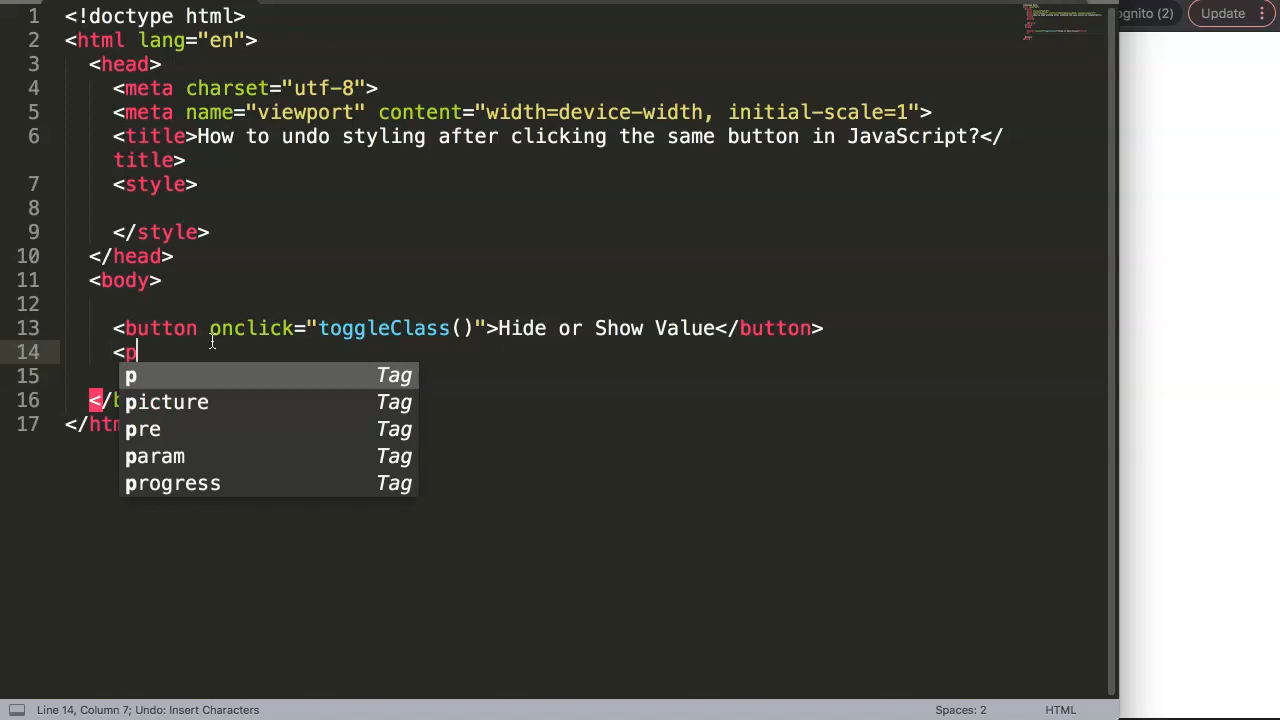 gnito (2) Update
1 <!doctype html>
2 <html lang="en">
3 <head>
4 <meta charset="utf-8">
5 <meta name="viewport" content="width=device-width, initial-scale=1">
6 <title>How to undo styling after clicking the same button in JavaScript?</
title>
7 <style>
8
9 </style>
10 </head>
11 <body>
12
13 <button onclick="toggleClass()">Hide or Show Value</button>
14 <p
15 p Tag
16 </b picture Tag
17 </htm pre Tag
param Tag
progress Tag
Line 14, Column 7; Undo: Insert Characters Spaces: 2 HTML